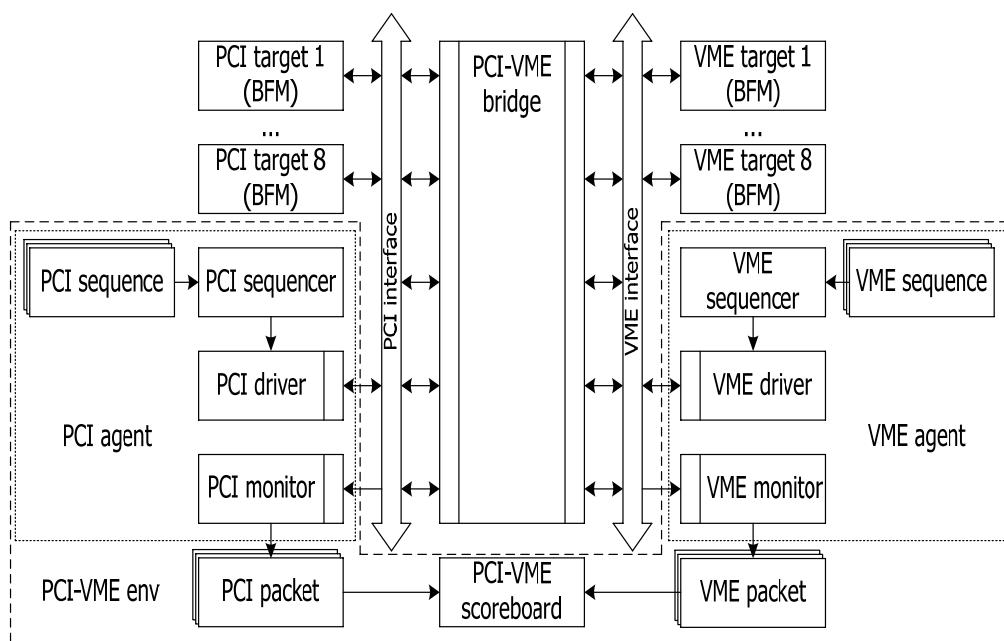 PCI target 1
(BFM)
...
PCI target 8
(BFM)
PCI interface
PCI-VME
bridge
VME interface
VME target 1
(BFM)
...
VME target 8
(BFM)
PCI sequence
PCI sequencer
PCI driver
PCI agent
PCI monitor
VME
sequencer
VME sequence
VME driver
VME agent
VME monitor
PCI-VME env
PCI packet
PCI-VME
scoreboard
VME packet